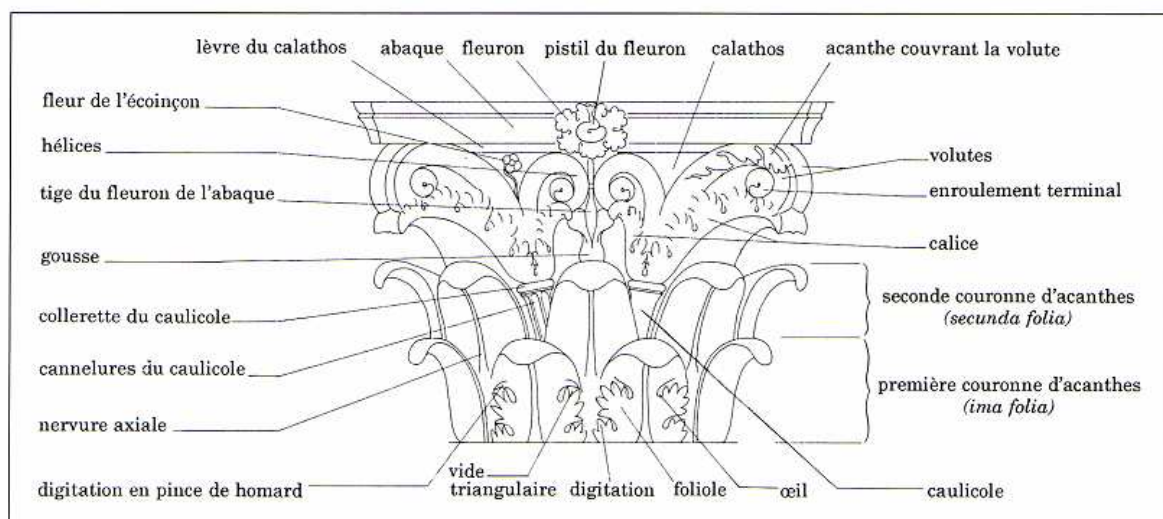 lèvre du calathos abaque fleuron pistil du fleuron calathos acanthe couvrant la volute
fleur de l'écoinçon
hélices
volutes
tige du fleuron de l'abaque
enroulement terminal
gousse
calice
collerette du caulicole
seconde couronne d'acanthes
(secunda folia)
cannelures du caulicole
première couronne d'acanthes
(ima folia)
nervure axiale
digitation en pince de homard
vide
triangulaire
digitation foliole œil caulicole